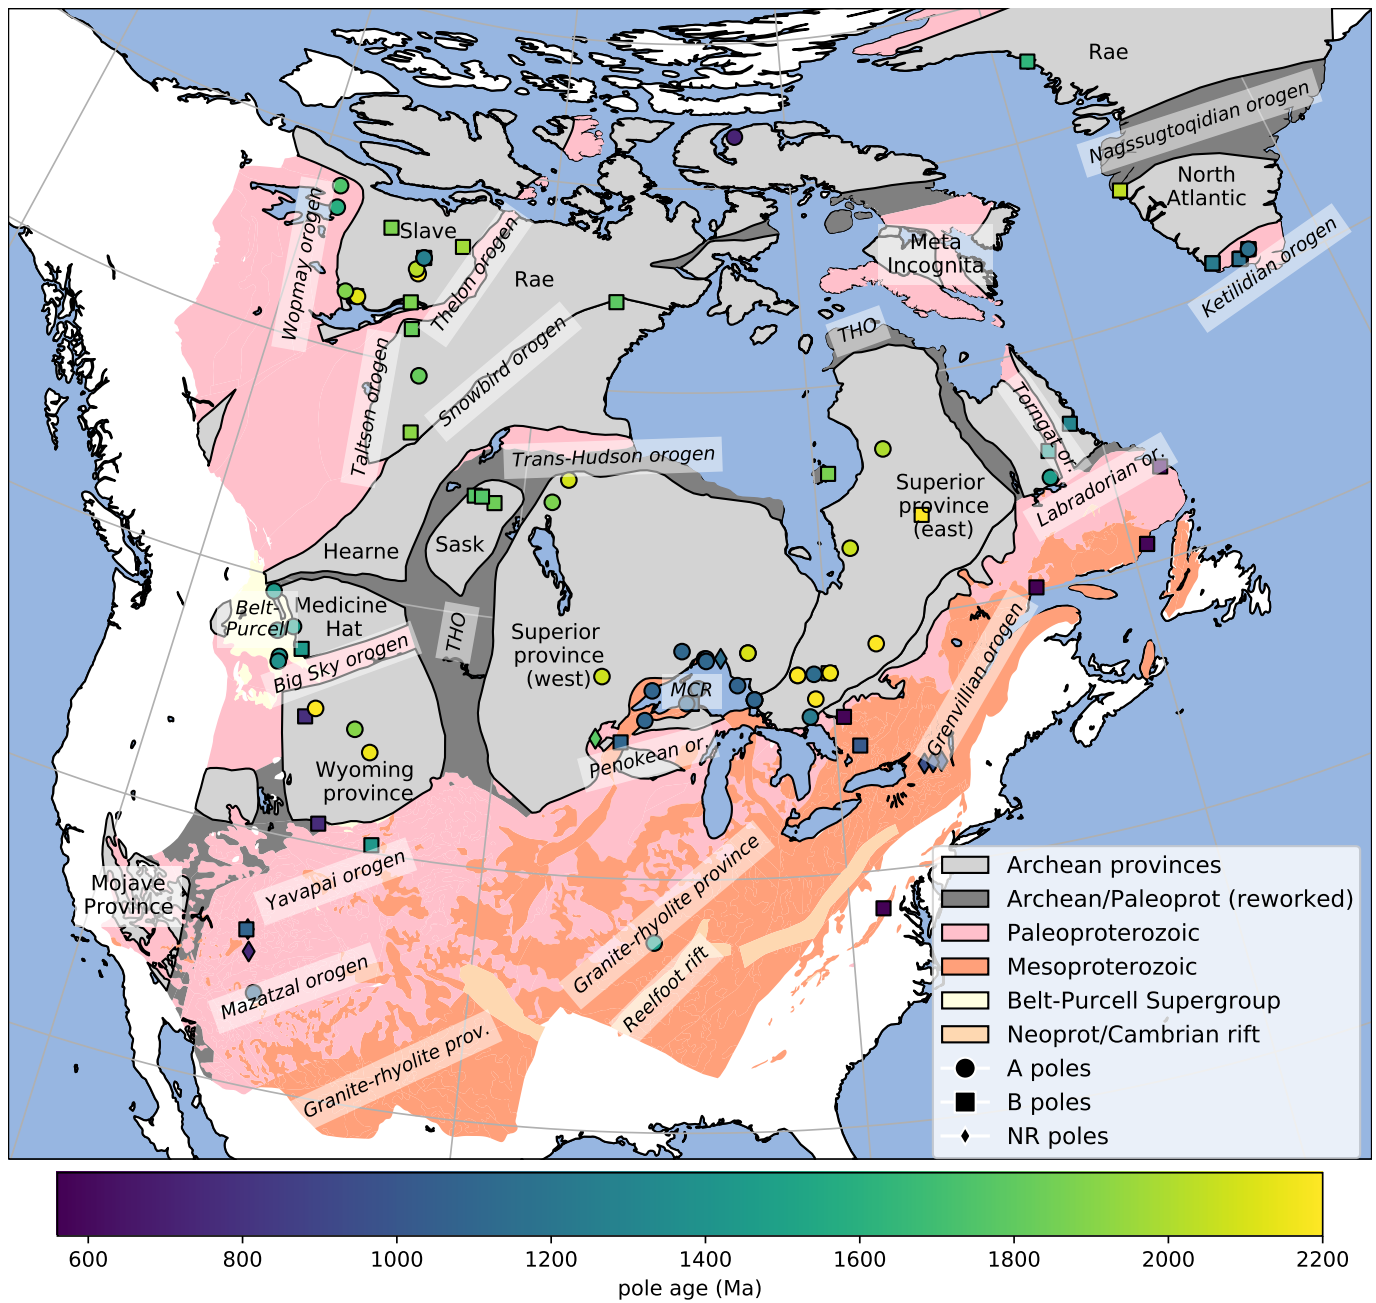 Rae
Nagssugtoqidian orogen
North
Atlantic
Ketilidian orogen
Slave
Wopmay orogen
Thelon orogen
Rae
Meta
Incognita
THO
Taltson orogen
Snowbird orogen
Torngat or.
Trans-Hudson orogen
Labradorian or.
Superior
province
(east)
Hearne
Sask
Belt-
Purcell
Medicine
Hat
Big Sky orogen
THO
Superior
province
(west)
MCR
Grenvillian orogen
Penokean or.
Wyoming
province
Yavapai orogen
Mojave
Province
Granite-rhyolite province
Mazatzal orogen
Reelfoot rift
Granite-rhyolite prov.
Archean provinces
Archean/Paleoprot (reworked)
Paleoproterozoic
Mesoproterozoic
Belt-Purcell Supergroup
Neoprot/Cambrian rift
A poles
B poles
NR poles
600 800 1000 1200 1400 1600 1800 2000 2200
pole age (Ma)